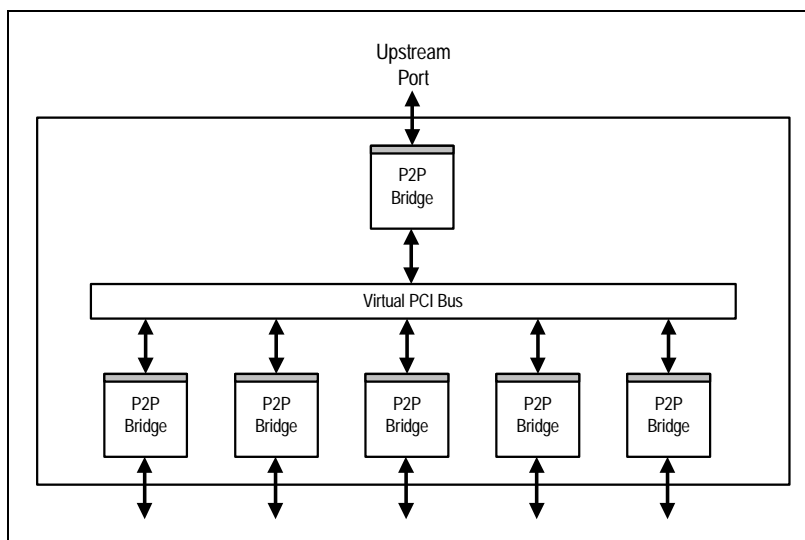 Upstream
Port
P2P
Bridge
Virtual PCI Bus
P2P
Bridge
P2P
Bridge
P2P
Bridge
P2P
Bridge
P2P
Bridge